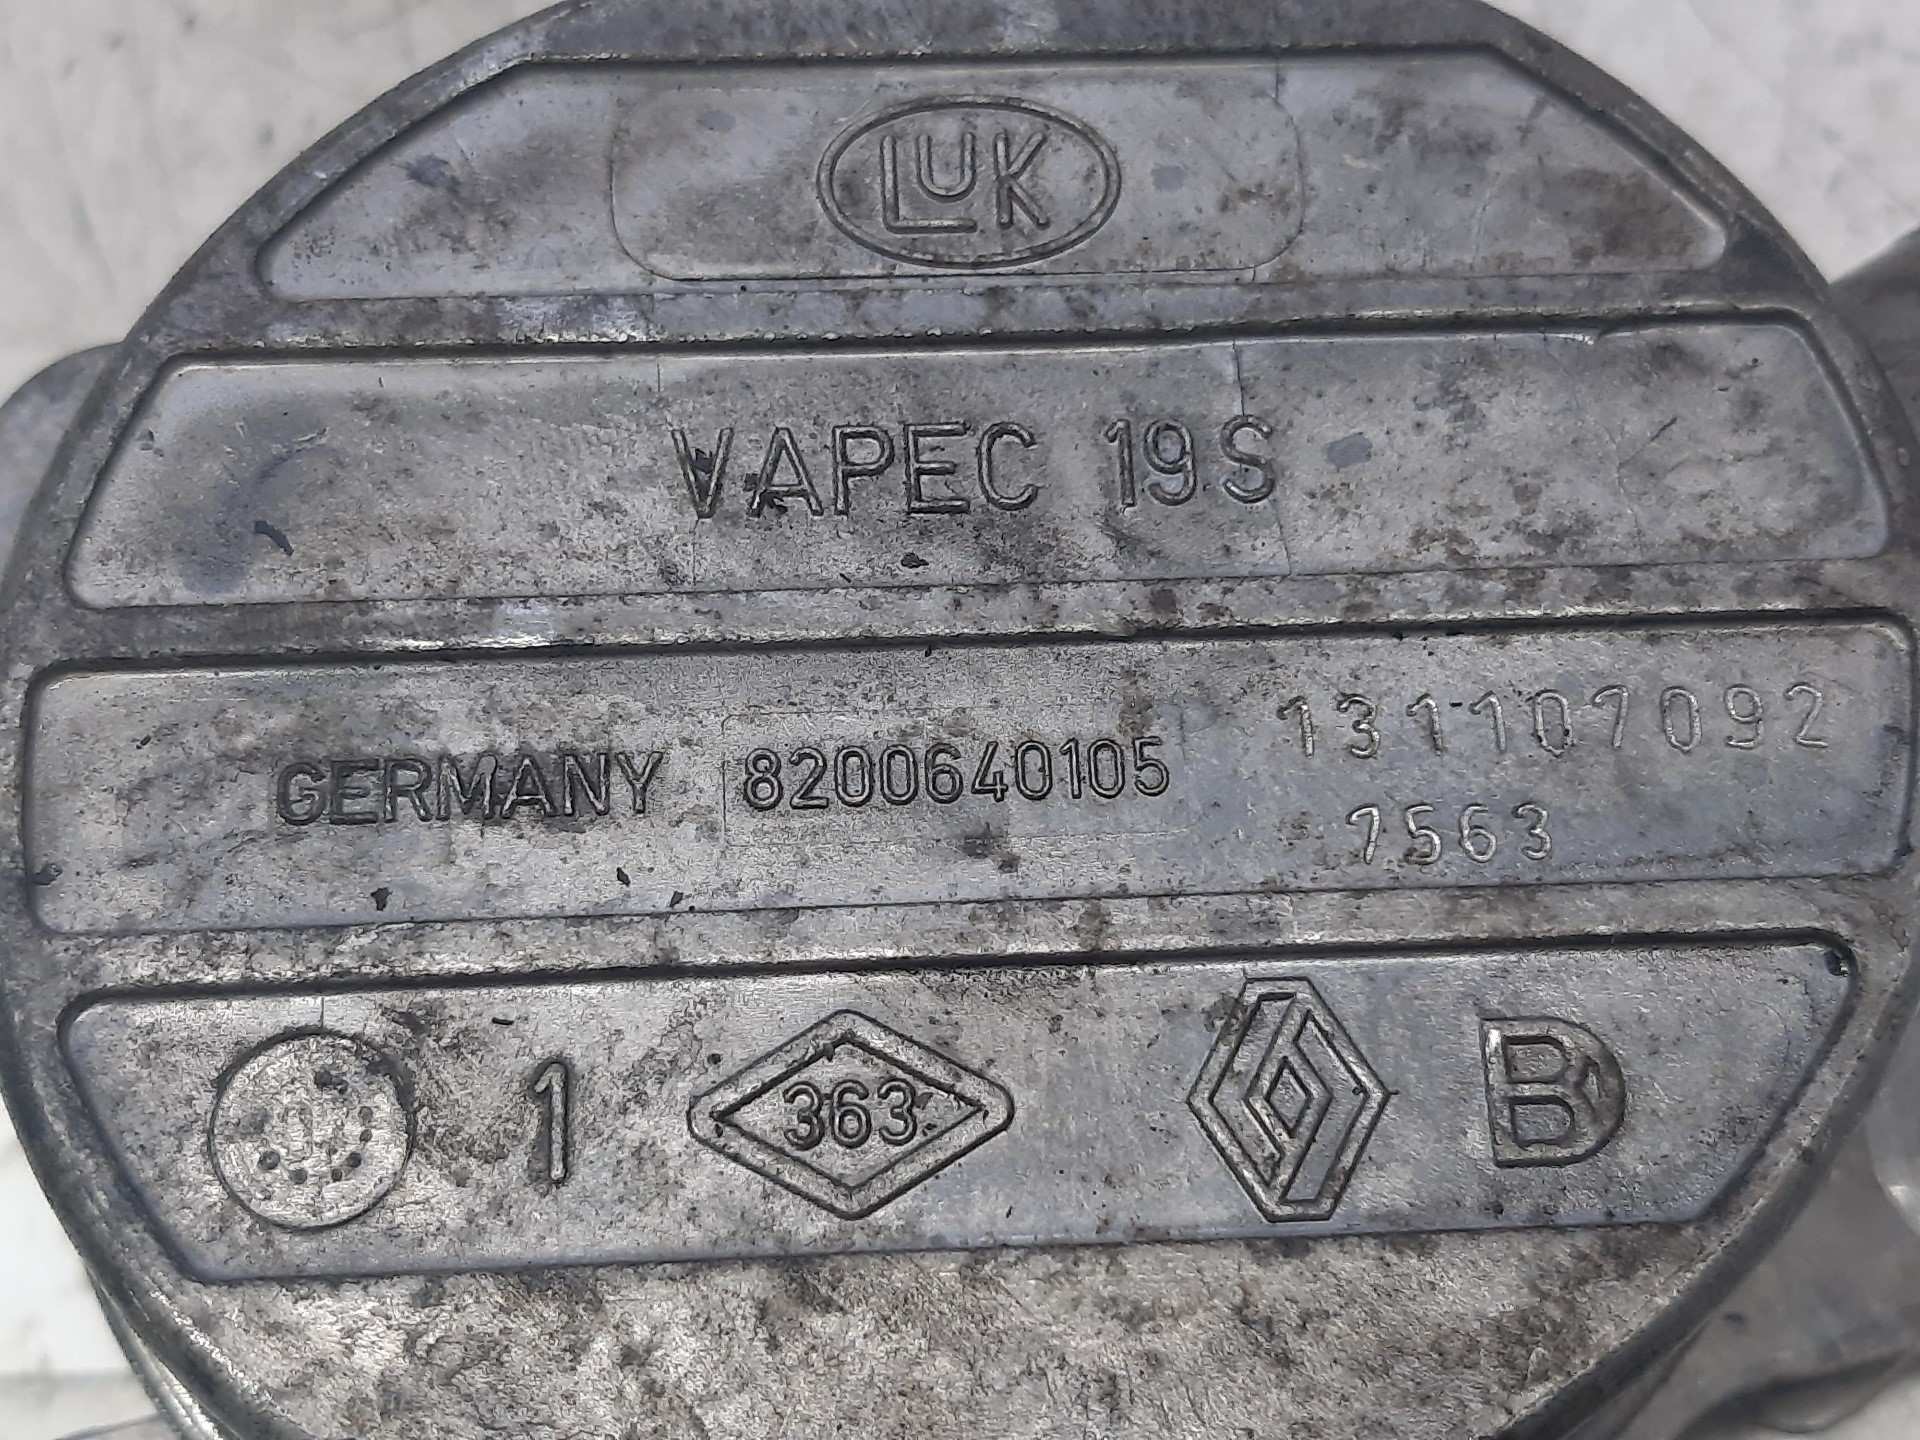 LUK
VAPEC 19S
GERMANY 8200640105 131107092
7563
1 363 B